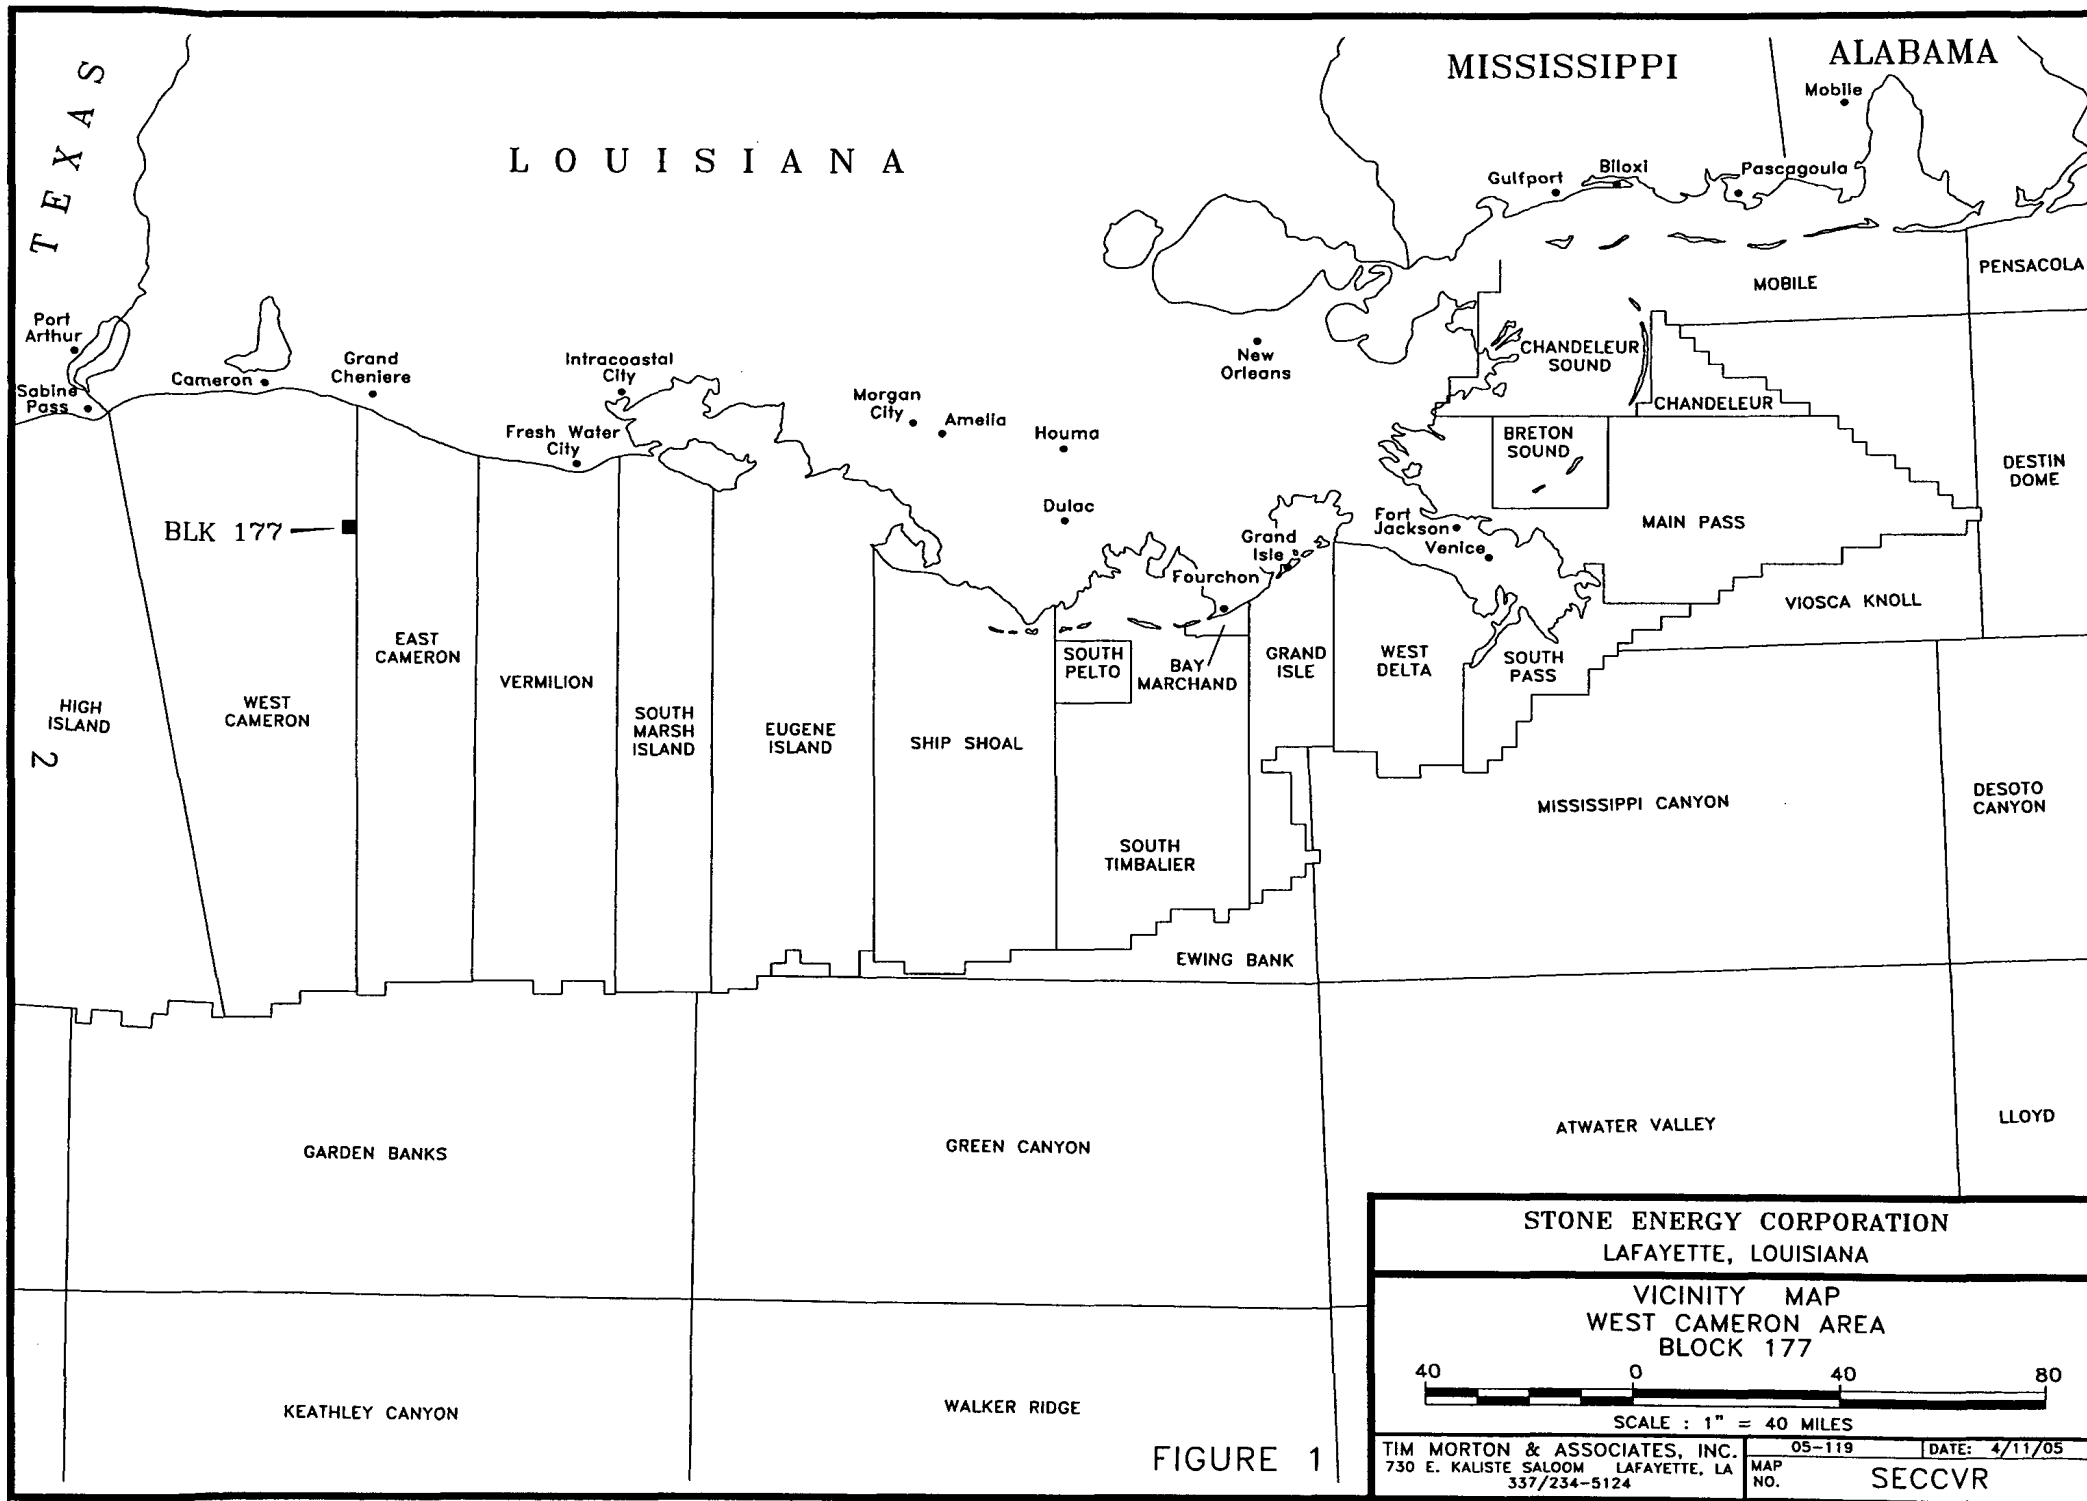 TEXAS
LOUISIANA
MISSISSIPPI
ALABAMA
Mobile
Gulfport
Biloxi
Pascagoula
Port
Arthur
Sabine
Pass
Cameron
Grand
Cheniere
Intracoastal
City
Fresh Water
City
Morgan
City
Amelia
Houma
Dulac
New
Orleans
Grand
Isle
Fourchon
Fort
Jackson
Venice
MOBILE
PENSACOLA
CHANDELEUR
SOUND
CHANDELEUR
BRETON
SOUND
MAIN PASS
DESTIN
DOME
VIOSCA KNOLL
BLK 177
HIGH
ISLAND
2
WEST
CAMERON
EAST
CAMERON
VERMILION
SOUTH
MARSH
ISLAND
EUGENE
ISLAND
SHIP SHOAL
SOUTH
PELTO
BAY
MARCHAND
SOUTH
TIMBALIER
GRAND
ISLE
WEST
DELTA
SOUTH
PASS
MISSISSIPPI CANYON
DESOTO
CANYON
EWING BANK
GARDEN BANKS
GREEN CANYON
ATWATER VALLEY
LLOYD
KEATHLEY CANYON
WALKER RIDGE
FIGURE 1
STONE ENERGY CORPORATION
LAFAYETTE, LOUISIANA
VICINITY MAP
WEST CAMERON AREA
BLOCK 177
40 0 40 80
SCALE : 1" = 40 MILES
TIM MORTON & ASSOCIATES, INC.
730 E. KALISTE SALOOM LAFAYETTE, LA
337/234-5124
05-119
DATE: 4/11/05
MAP
NO.
SECCVR